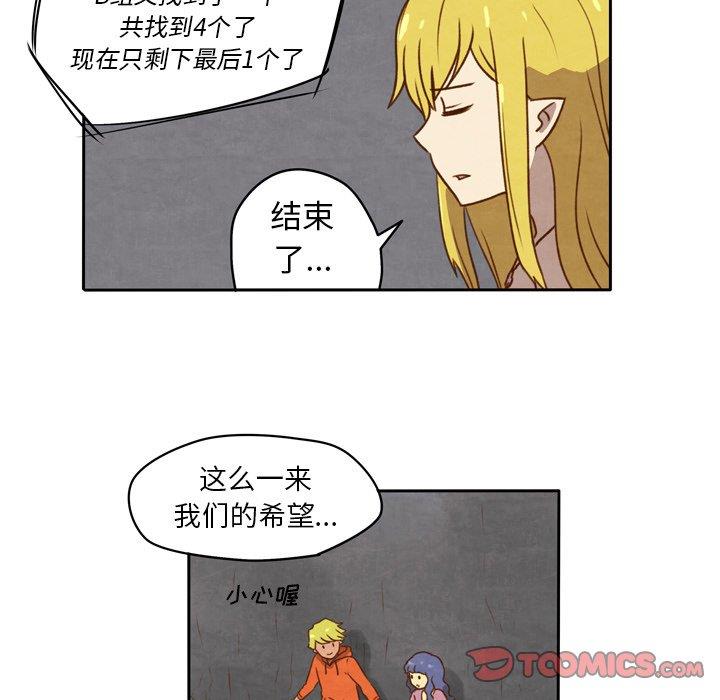 共找到4个了
现在只剩下最后1个了
结束
了...
这么一来
我们的希望...
小心喔
TOOMICS.COM